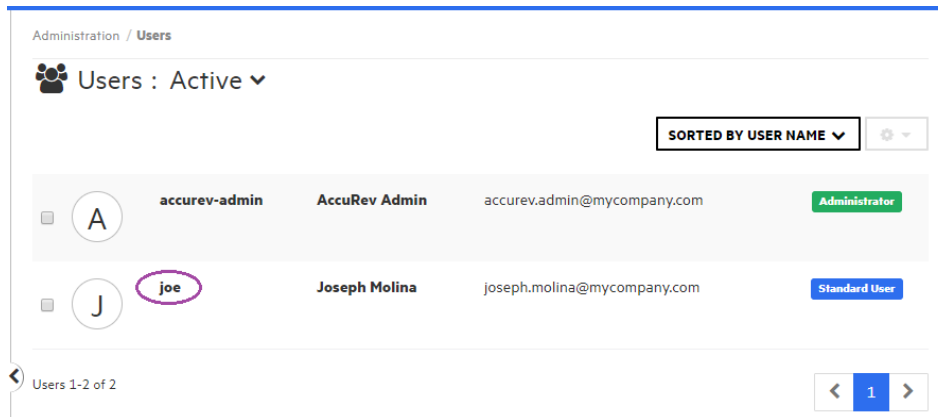 Administration / Users
Users : Active
SORTED BY USER NAME
A accurev-admin AccuRev Admin accurev.admin@mycompany.com Administrator
J joe Joseph Molina joseph.molina@mycompany.com Standard User
Users 1-2 of 2
1